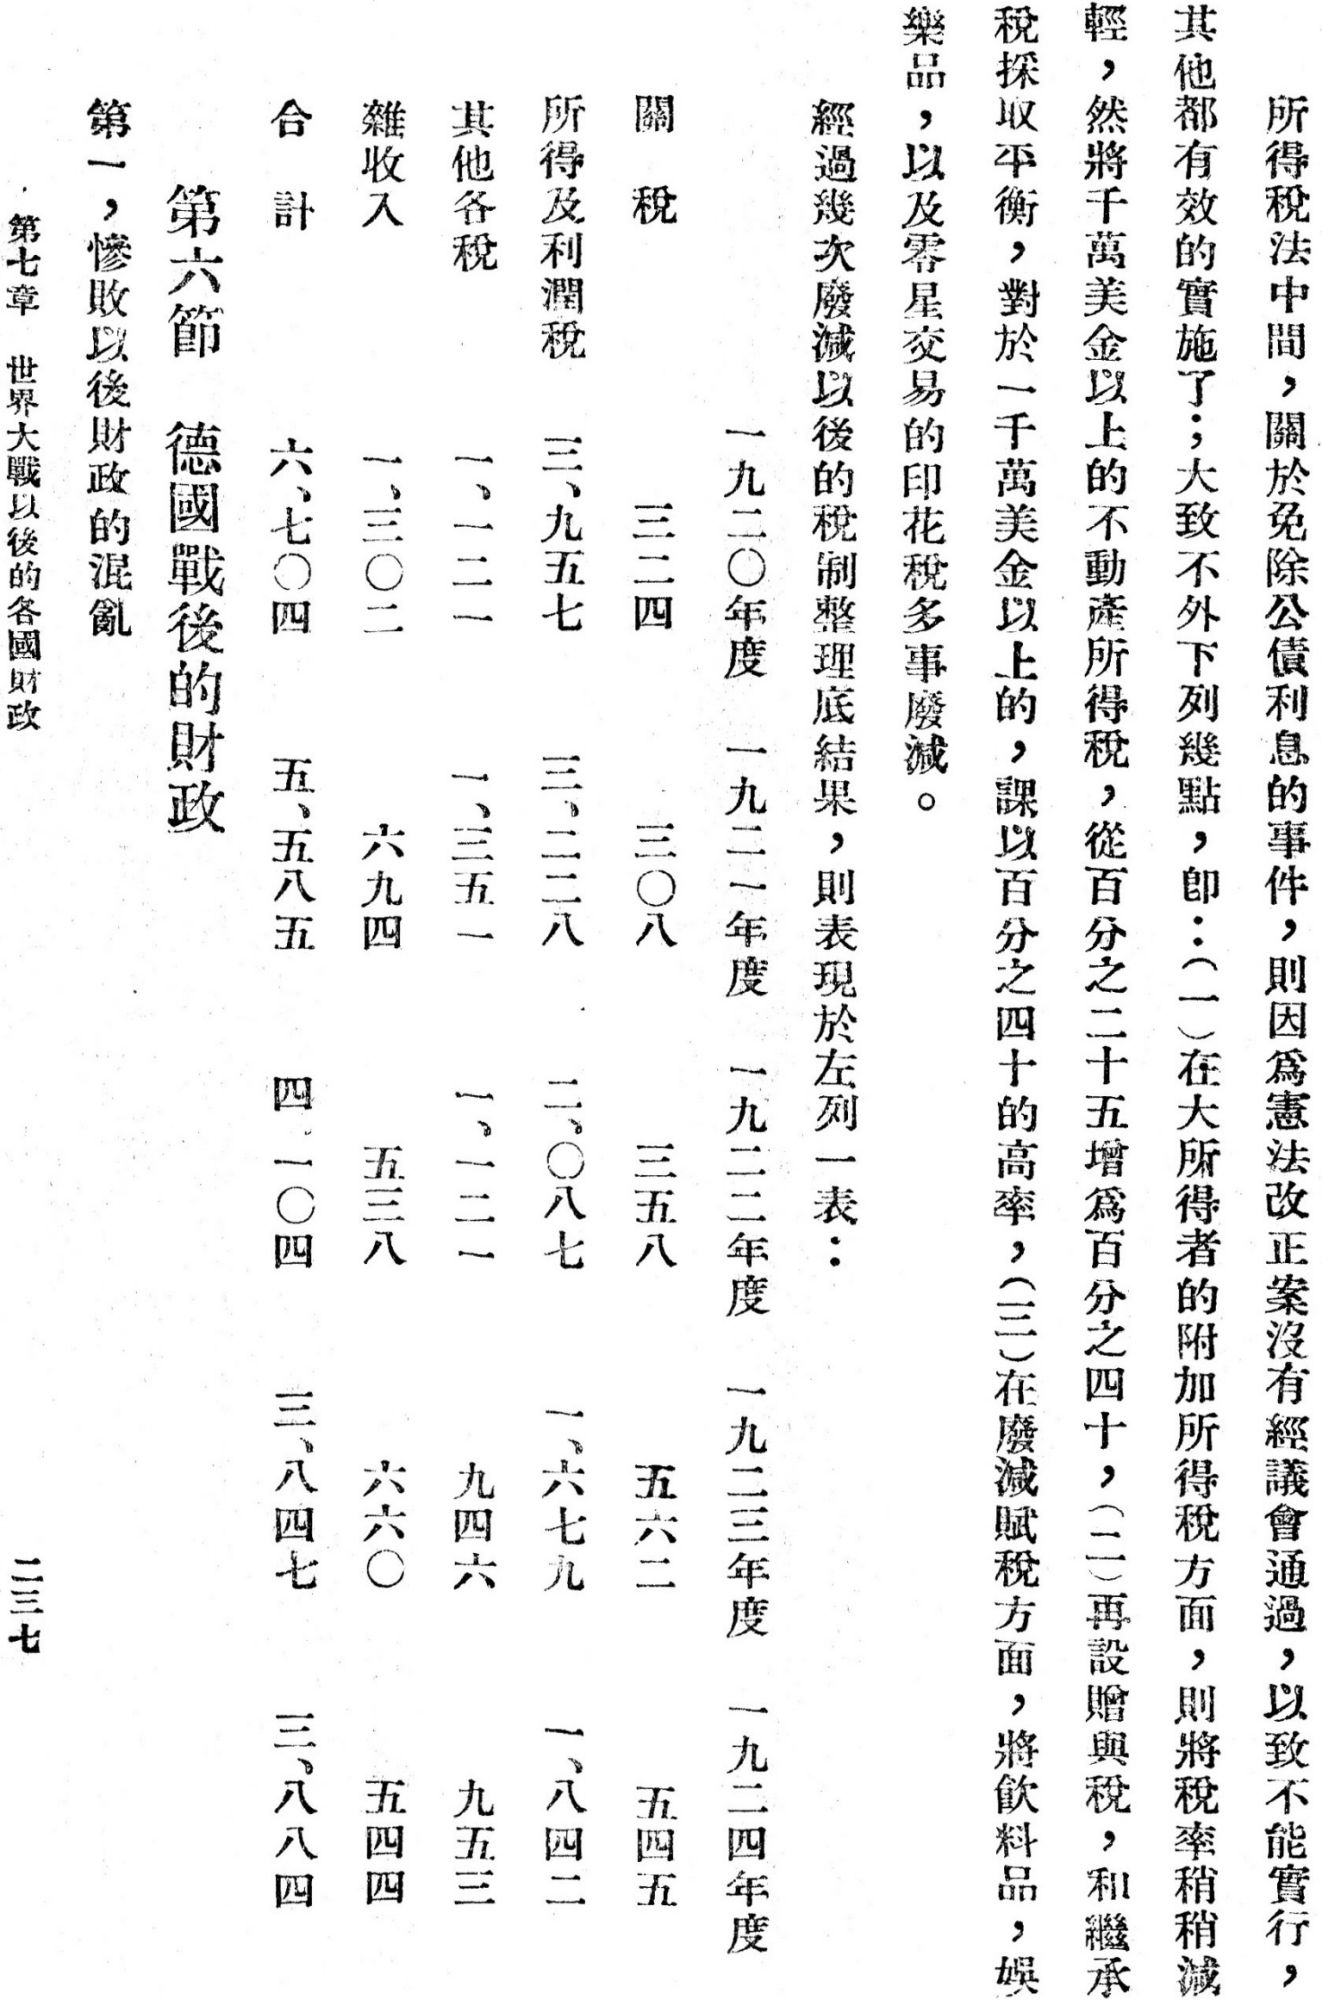 所得稅法中間，關於免除公債利息的事件，則因爲憲法改正案沒有經議會通過，以致不能實行，
其他都有效的實施了；大致不外下列幾點，卽：（一）在大所得者的附加所得稅方面，則將稅率稍稍減
輕，然將千萬美金以上的不動產所得稅，從百分之二十五增爲百分之四十，（二）再設贈與稅，和繼承
稅採取平衡，對於一千萬美金以上的，課以百分之四十的高率，（三）在廢減賦稅方面，將飮料品，娛
樂品，以及零星交易的印花稅多事廢減。
經過幾次廢減以後的稅制整理底結果，則表現於左列一表：
一九二〇年度　一九二一年度　一九二二年度　一九二三年度　一九二四年度
關　稅　三二四　三〇八　三五八　五六二　五四五
所得及利潤稅　三、九五七　三、二二八　二、〇八七　一、六七九　一、八四二
其他各稅　一、一二一　一、三五一　一、一二一　九四六　九五三
雜收入　一、三〇二　六九四　五三八　六六〇　五四四
合　計　六、七〇四　五、五八五　四、一〇四　三、八四七　三、八八四
第六節　德國戰後的財政
第一，慘敗以後財政的混亂
第七章　世界大戰以後的各國財政　二三七